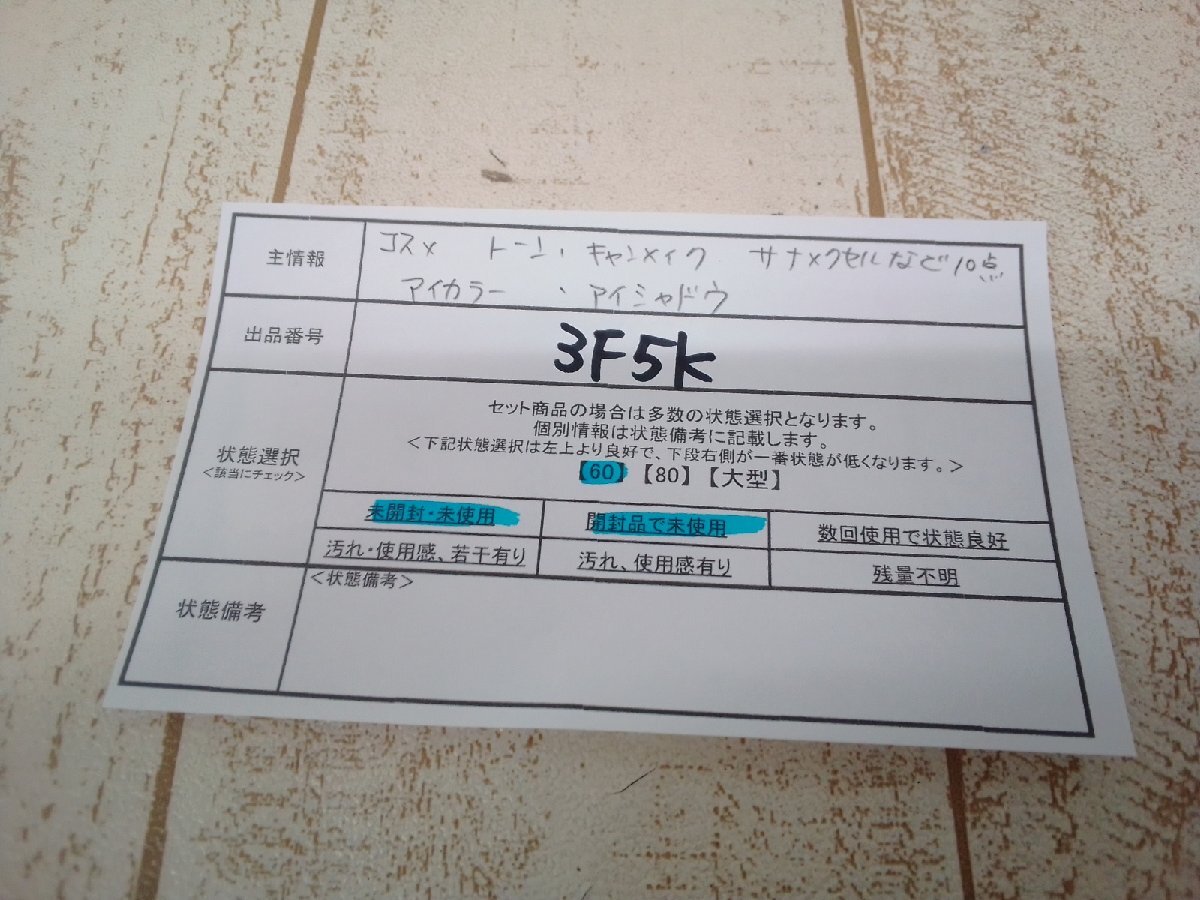 主情報
コスメ トーン・キャンメイク サナメクセルなど10点
アイカラー ・アイシャドウ
出品番号
3F5K
状態選択
<該当にチェック>
セット商品の場合は多数の状態選択となります。
個別情報は状態備考に記載します。
<下記状態選択は左上より良好で、下段右側が一番状態が低くなります。>
【60】【80】【大型】
未開封・未使用 開封品で未使用 数回使用で状態良好
汚れ・使用感、若干有り 汚れ、使用感有り 残量不明
状態備考
<状態備考>